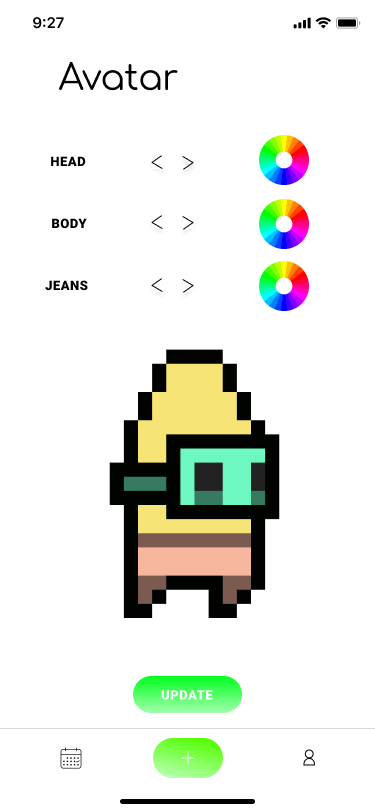 9:27
Avatar
HEAD < >
BODY < >
JEANS < >
UPDATE
+